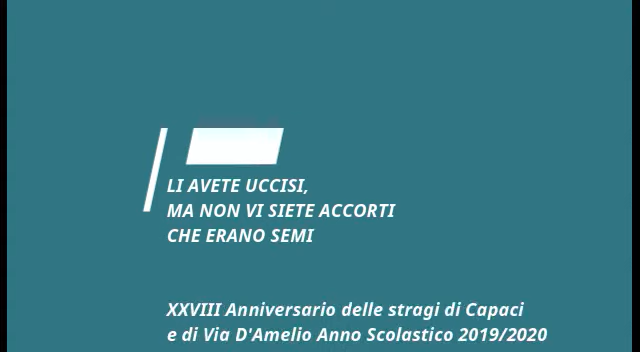 LI AVETE UCCISI,
MA NON VI SIETE ACCORTI
CHE ERANO SEMI
XXVIII Anniversario delle stragi di Capaci
e di Via D'Amelio Anno Scolastico 2019/2020